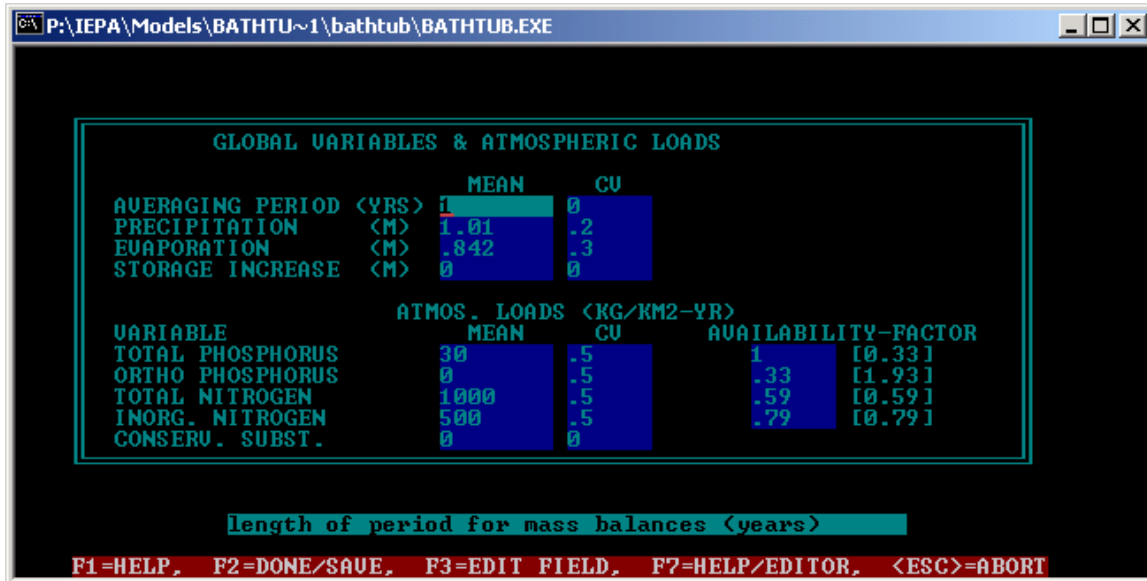 P:\IEPA\Models\BATHTU~1\bathtub\BATHTUB.EXE
GLOBAL VARIABLES & ATMOSPHERIC LOADS
MEAN CV
AVERAGING PERIOD (YRS) 1 0
PRECIPITATION (M) 1.01 .2
EVAPORATION (M) .842 .3
STORAGE INCREASE (M) 0 0
ATMOS. LOADS (KG/KM2-YR)
VARIABLE MEAN CV AVAILABILITY-FACTOR
TOTAL PHOSPHORUS 30 .5 1 [0.33]
ORTHO PHOSPHORUS 0 .5 .33 [1.93]
TOTAL NITROGEN 1000 .5 .59 [0.59]
INORG. NITROGEN 500 .5 .79 [0.79]
CONSERV. SUBST. 0 0
length of period for mass balances (years)
F1=HELP, F2=DONE/SAVE, F3=EDIT FIELD, F7=HELP/EDITOR, <ESC>=ABORT